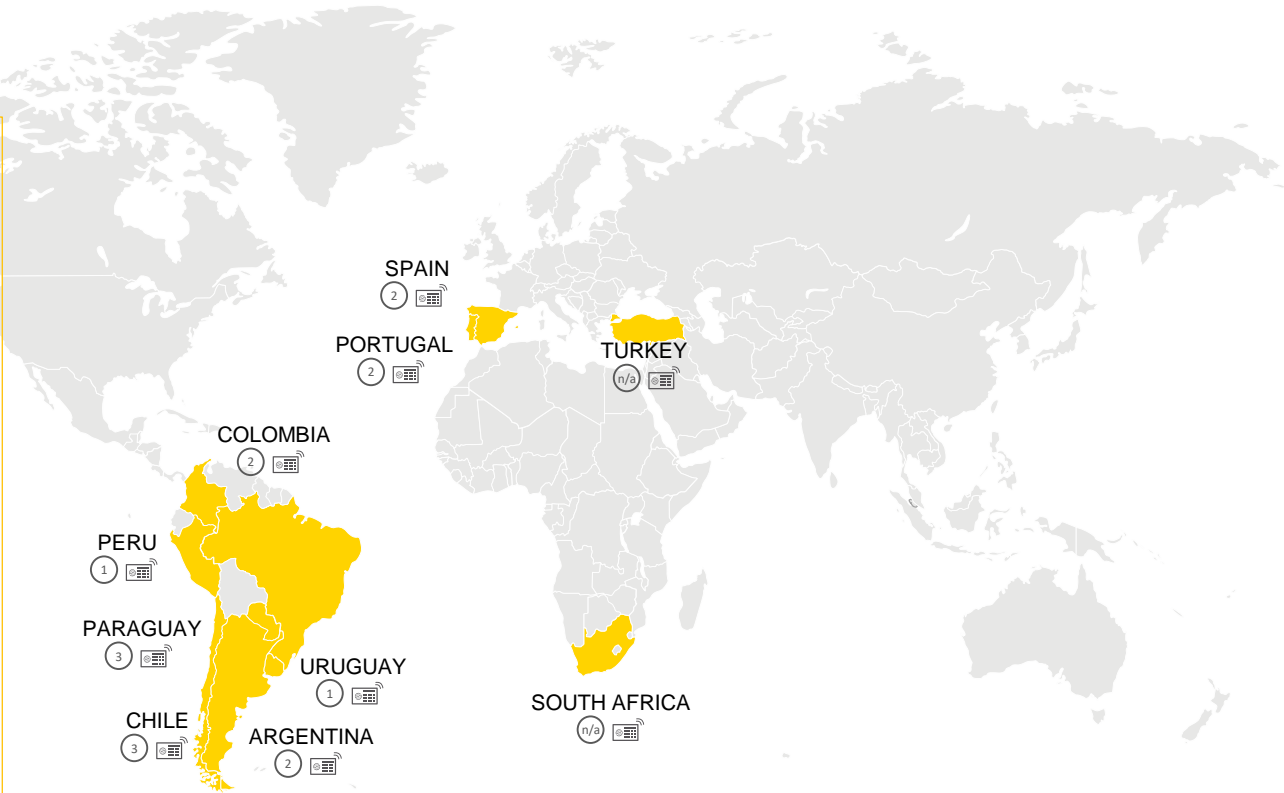 SPAIN
2
PORTUGAL
2
TURKEY
n/a
COLOMBIA
2
PERU
1
PARAGUAY
3
URUGUAY
1
CHILE
3
ARGENTINA
2
SOUTH AFRICA
n/a